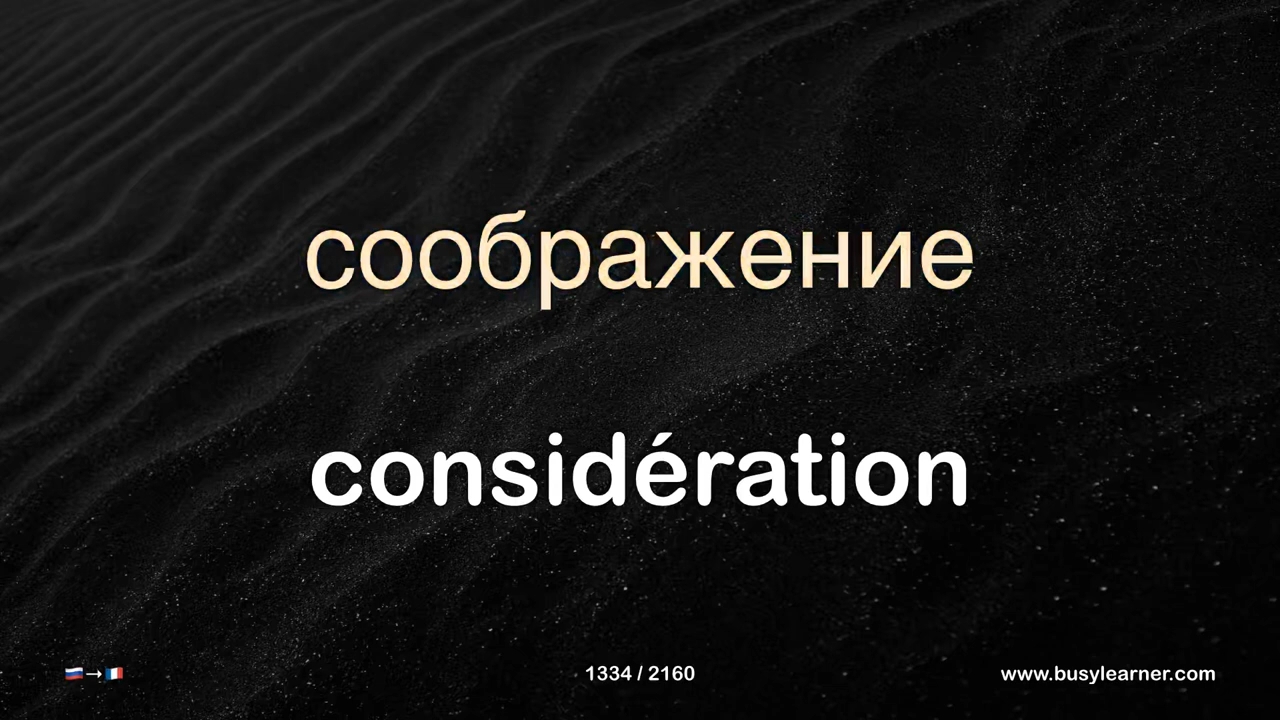 соображение
considération
🇷🇺→🇫🇷
1334 / 2160
www.busylearner.com